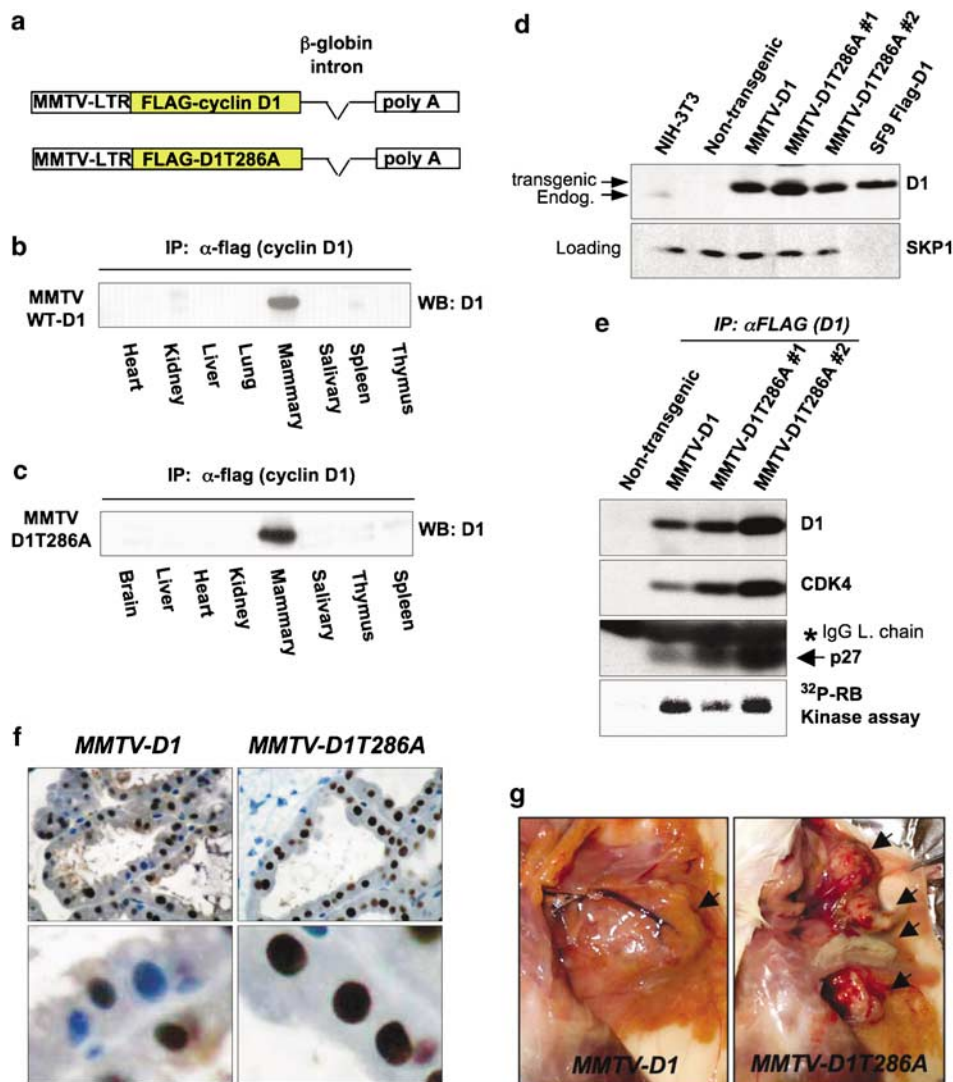 a
β-globin
intron
MMTV-LTR FLAG-cyclin D1 poly A
MMTV-LTR FLAG-D1T286A poly A
b
IP: α-flag (cyclin D1)
MMTV
WT-D1
WB: D1
Heart
Kidney
Liver
Lung
Mammary
Salivary
Spleen
Thymus
c
IP: α-flag (cyclin D1)
MMTV
D1T286A
WB: D1
Brain
Liver
Heart
Kidney
Mammary
Salivary
Thymus
Spleen
d
NIH-3T3
Non-transgenic
MMTV-D1
MMTV-D1T286A #1
MMTV-D1T286A #2
SF9 Flag-D1
transgenic
Endog.
D1
Loading
SKP1
e
IP: αFLAG (D1)
Non-transgenic
MMTV-D1
MMTV-D1T286A #1
MMTV-D1T286A #2
D1
CDK4
* IgG L. chain
p27
32P-RB
Kinase assay
f
MMTV-D1 MMTV-D1T286A
g
MMTV-D1 MMTV-D1T286A